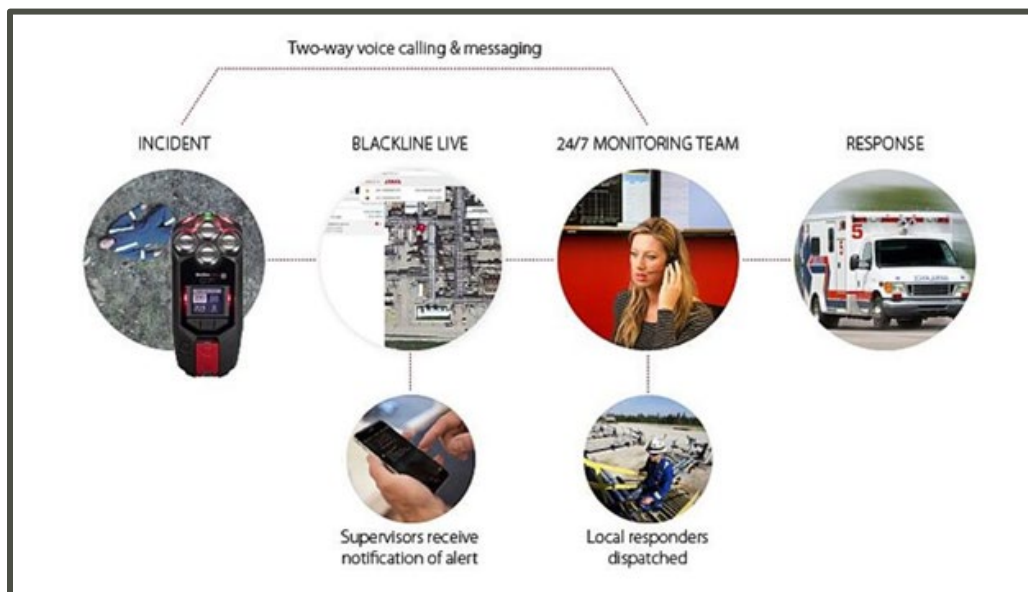 Two-way voice calling & messaging
INCIDENT
BLACKLINE LIVE
24/7 MONITORING TEAM
RESPONSE
5
Supervisors receive
notification of alert
Local responders
dispatched